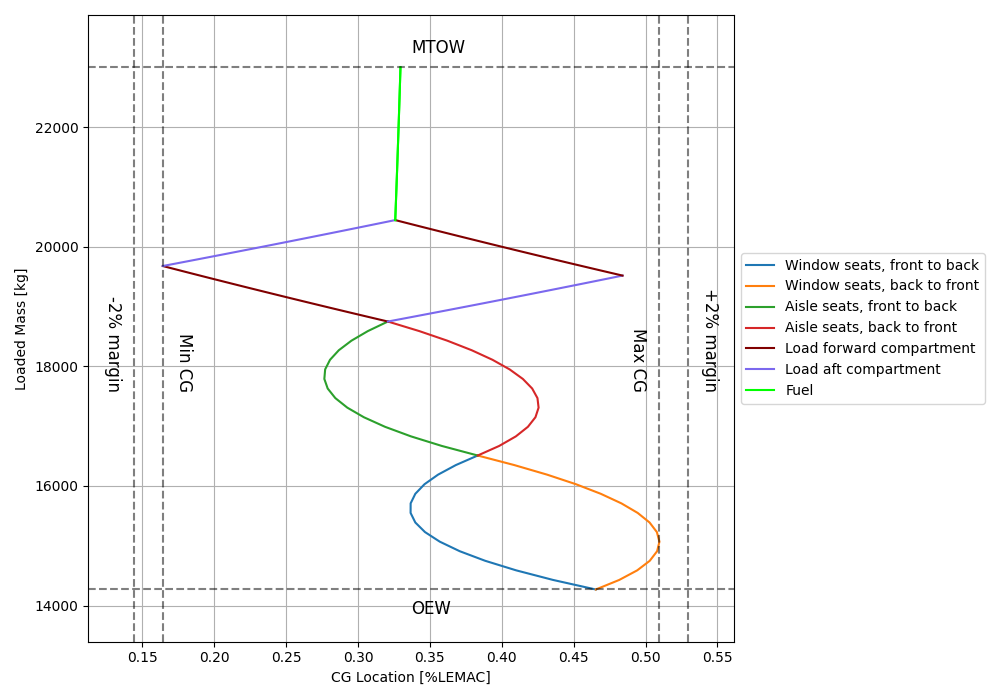 MTOW
22000
20000
18000
16000
14000
Loaded Mass [kg]
-2% margin
Min CG
Max CG
+2% margin
OEW
0.15 0.20 0.25 0.30 0.35 0.40 0.45 0.50 0.55
CG Location [%LEMAC]
Window seats, front to back
Window seats, back to front
Aisle seats, front to back
Aisle seats, back to front
Load forward compartment
Load aft compartment
Fuel